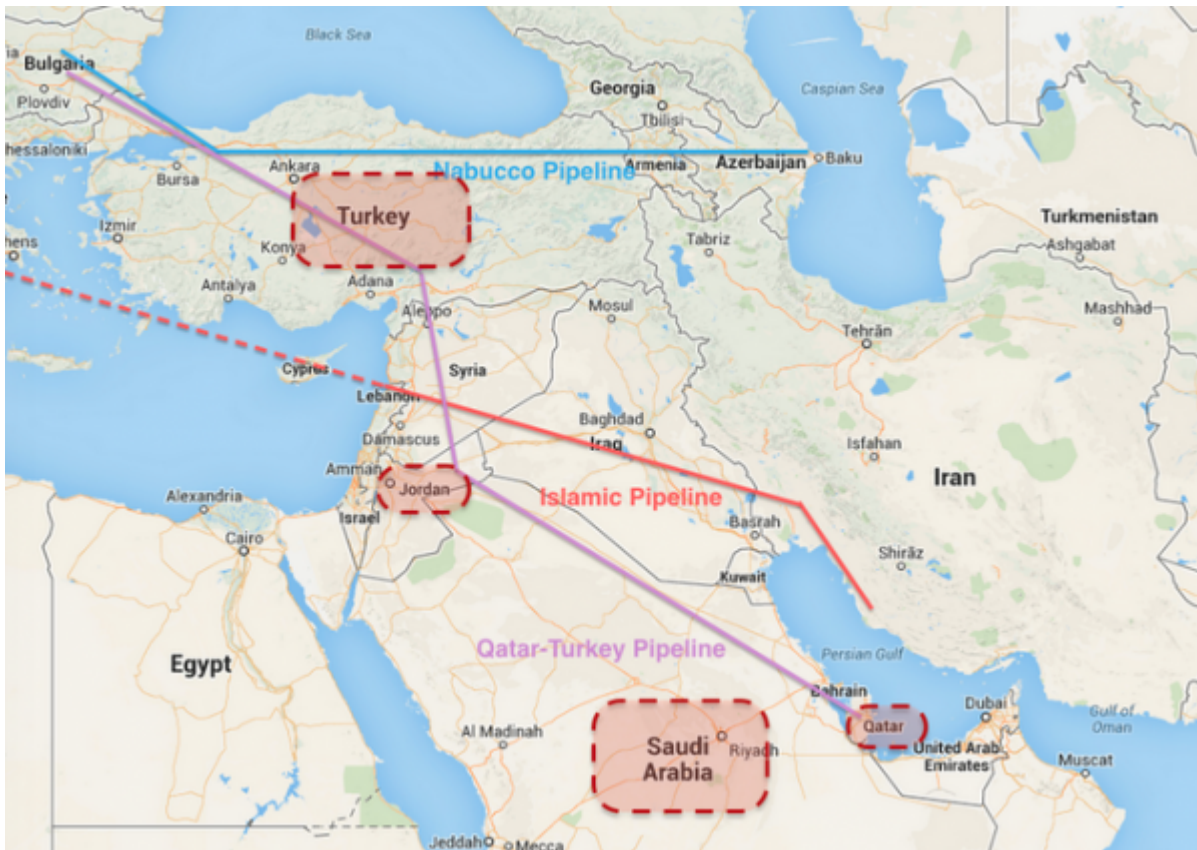 Black Sea
Bulgaria
Plovdiv
Georgia
Tbilisi
Caspian Sea
Ankara
Bursa
Nabucco Pipeline
Armenia
Azerbaijan
Baku
Turkey
Turkmenistan
Izmir
Konya
Tabriz
Ashgabat
Antalya
Adana
Aleppo
Mosul
Mashhad
Tehrān
Cyprus
Syria
Lebanon
Baghdad
Iraq
Damascus
Isfahan
Iran
Amman
Jordan
Alexandria
Israel
Islamic Pipeline
Basrah
Cairo
Shirāz
Kuwait
Qatar-Turkey Pipeline
Persian Gulf
Egypt
Bahrain
Dubai
Gulf of
Oman
Qatar
Al Madinah
Saudi
Arabia
Riyadh
United Arab
Emirates
Muscat
Jeddah
Mecca